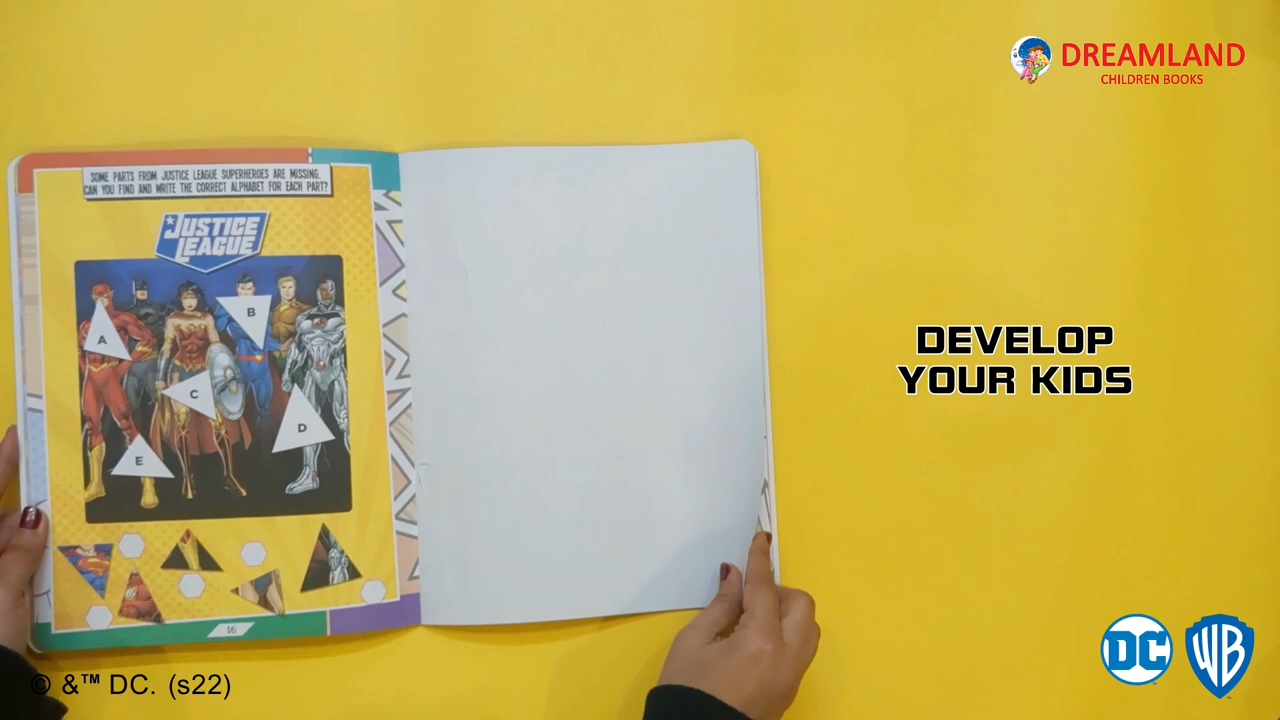 DREAMLAND
CHILDREN BOOKS
SOME PARTS FROM JUSTICE LEAGUE SUPERHEROES ARE MISSING.
CAN YOU FIND AND WRITE THE CORRECT ALPHABET FOR EACH PART?
JUSTICE
LEAGUE
A
B
C
D
E
16
DEVELOP
YOUR KIDS
© &™ DC. (s22)
DC
WB